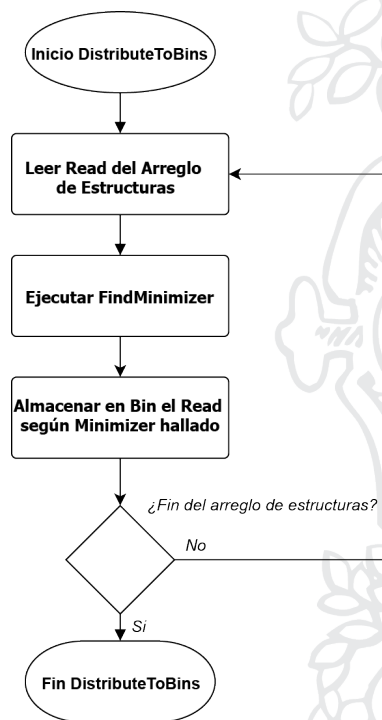 Inicio DistributeToBins
Leer Read del Arreglo
de Estructuras
Ejecutar FindMinimizer
Almacenar en Bin el Read
según Minimizer hallado
¿Fin del arreglo de estructuras?
No
Si
Fin DistributeToBins